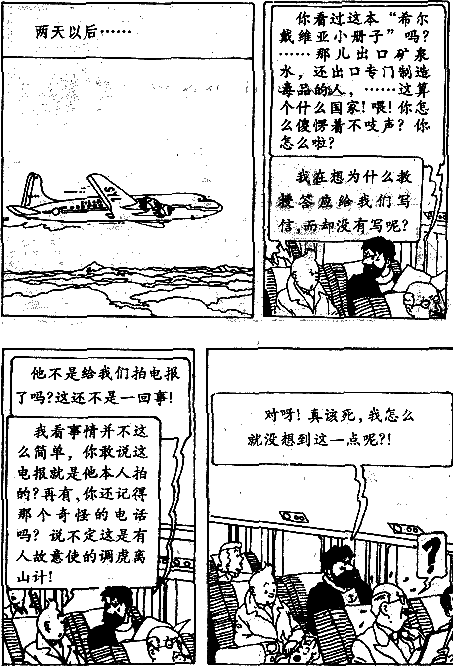 两天以后……
你看过这本“希尔
戴维亚小册子”吗?
……那儿出口矿泉
水，还出口专门制造
毒品的人，……这算
个什么国家!喂!你怎
么傻愣着不吱声?你
怎么啦?
我在想为什么教
授答应给我们写
信,而却没有写呢?
SY
他不是给我们拍电报
了吗?这还不是一回事!
我看事情并不这
么简单，你敢说这
电报就是他本人拍
的?再有、你还记得
那个奇怪的电话
吗? 说不定这是有
人故意使的调虎离
山计!
对呀!真该死,我怎么
就没想到这一点呢?!
?